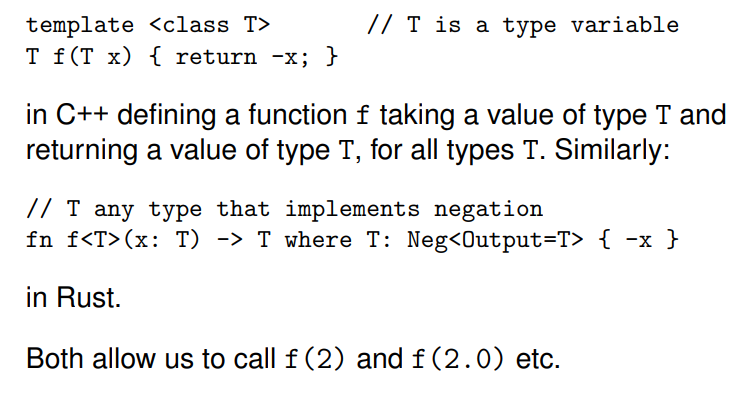 template <class T>        // T is a type variable
T f(T x) { return -x; }
in C++ defining a function f taking a value of type T and
returning a value of type T, for all types T. Similarly:
// T any type that implements negation
fn f<T>(x: T) -> T where T: Neg<Output=T> { -x }
in Rust.
Both allow us to call f(2) and f(2.0) etc.